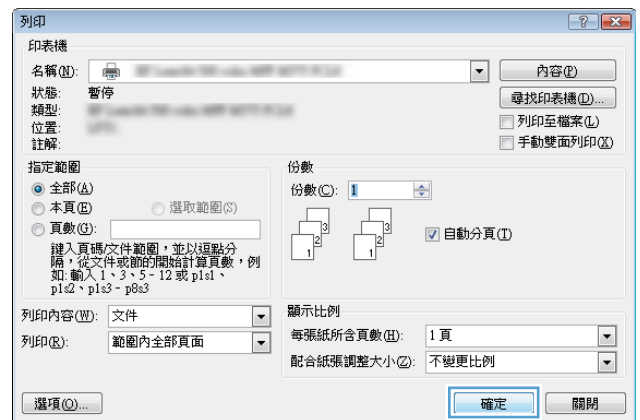 列印
印表機
名稱(N):
內容(P)
狀態: 暫停
尋找印表機(D)...
類型:
位置:
列印至檔案(L)
註解:
手動雙面列印(X)
指定範圍
全部(A)
本頁(E) 選取範圍(S)
頁數(G):
鍵入頁碼/文件範圍，並以逗點分
隔，從文件或節的開始計算頁數，例
如: 輸入 1、3、5 - 12 或 p1s1、
p1s2、p1s3 - p8s3
份數
份數(C): 1
1 2 3 1 2 3
自動分頁(T)
列印內容(W): 文件
列印(R): 範圍內全部頁面
顯示比例
每張紙所含頁數(H): 1 頁
配合紙張調整大小(Z): 不變更比例
選項(O)...
確定
關閉